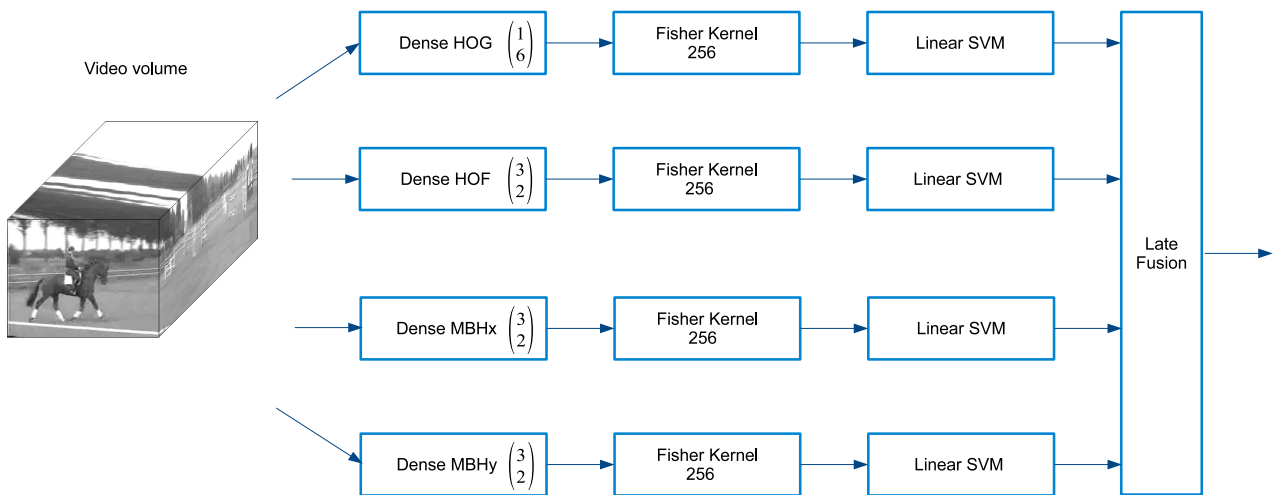 Video volume
Dense HOG (1 6)
Fisher Kernel
256
Linear SVM
Dense HOF (3 2)
Fisher Kernel
256
Linear SVM
Dense MBHx (3 2)
Fisher Kernel
256
Linear SVM
Dense MBHy (3 2)
Fisher Kernel
256
Linear SVM
Late
Fusion